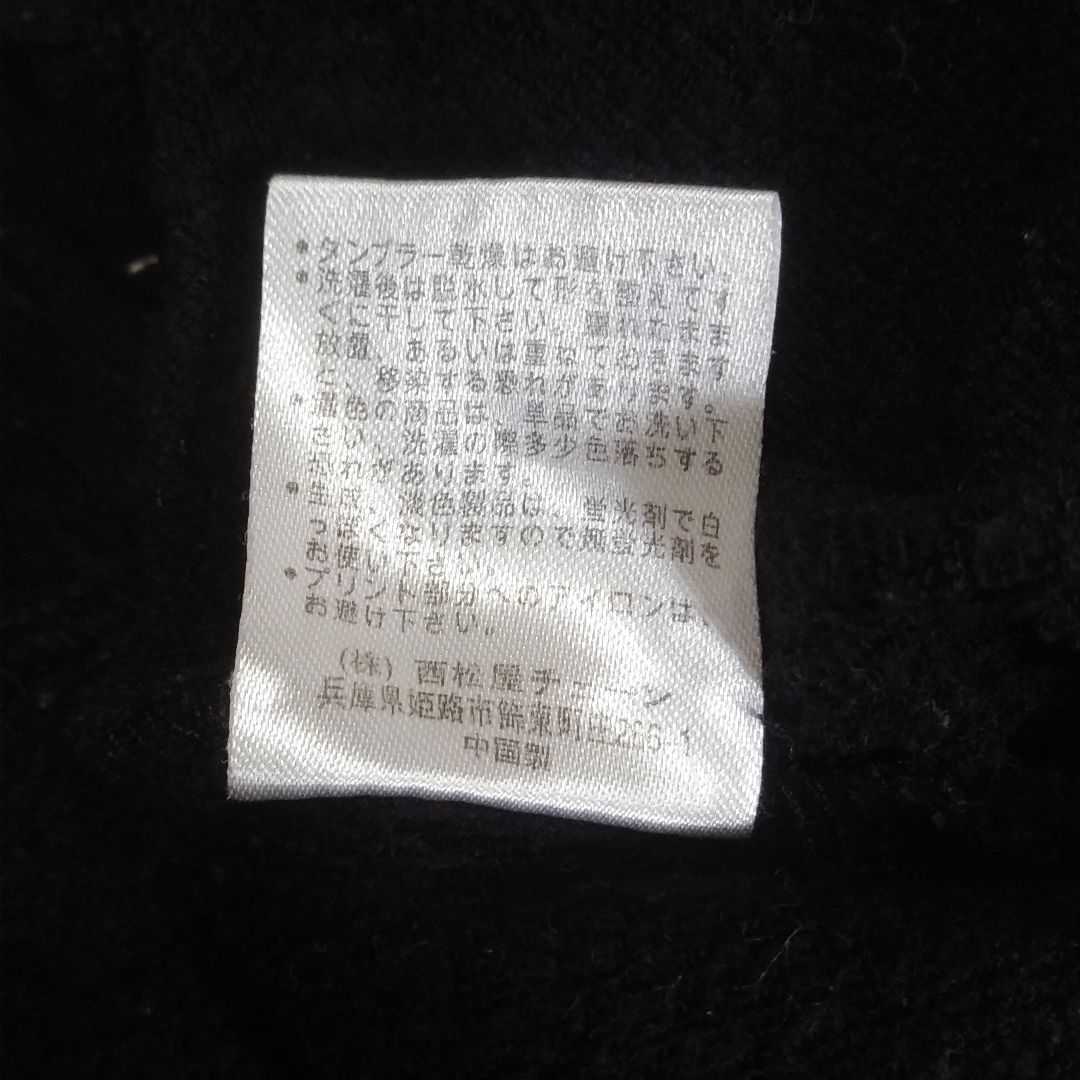 • タンブラー乾燥はお避け下さい。
• 洗濯後は脱水して形を整えてす
ぐに干して下さい。濡れたまま
放置、あるいは重ねておきます
と、移染する恐れがあります。
• 濃色の商品は、単品でお洗い下
さい。洗濯の際多少色落ちする
おそれがあります。
• 生成、淡色製品は、蛍光剤で白
っぽくなりますので無蛍光剤を
お使い下さい。
• プリント部分へのアイロンは、
お避け下さい。
(株) 西松屋チェーン
兵庫県姫路市飾東町庄266-1
中国製